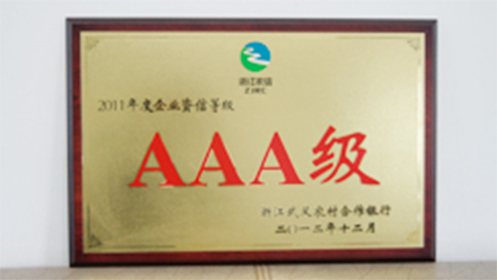 浙江农信
ZJRC
2011年度企业资信等级
AAA级
浙江武义农村合作银行
二〇一二年十二月